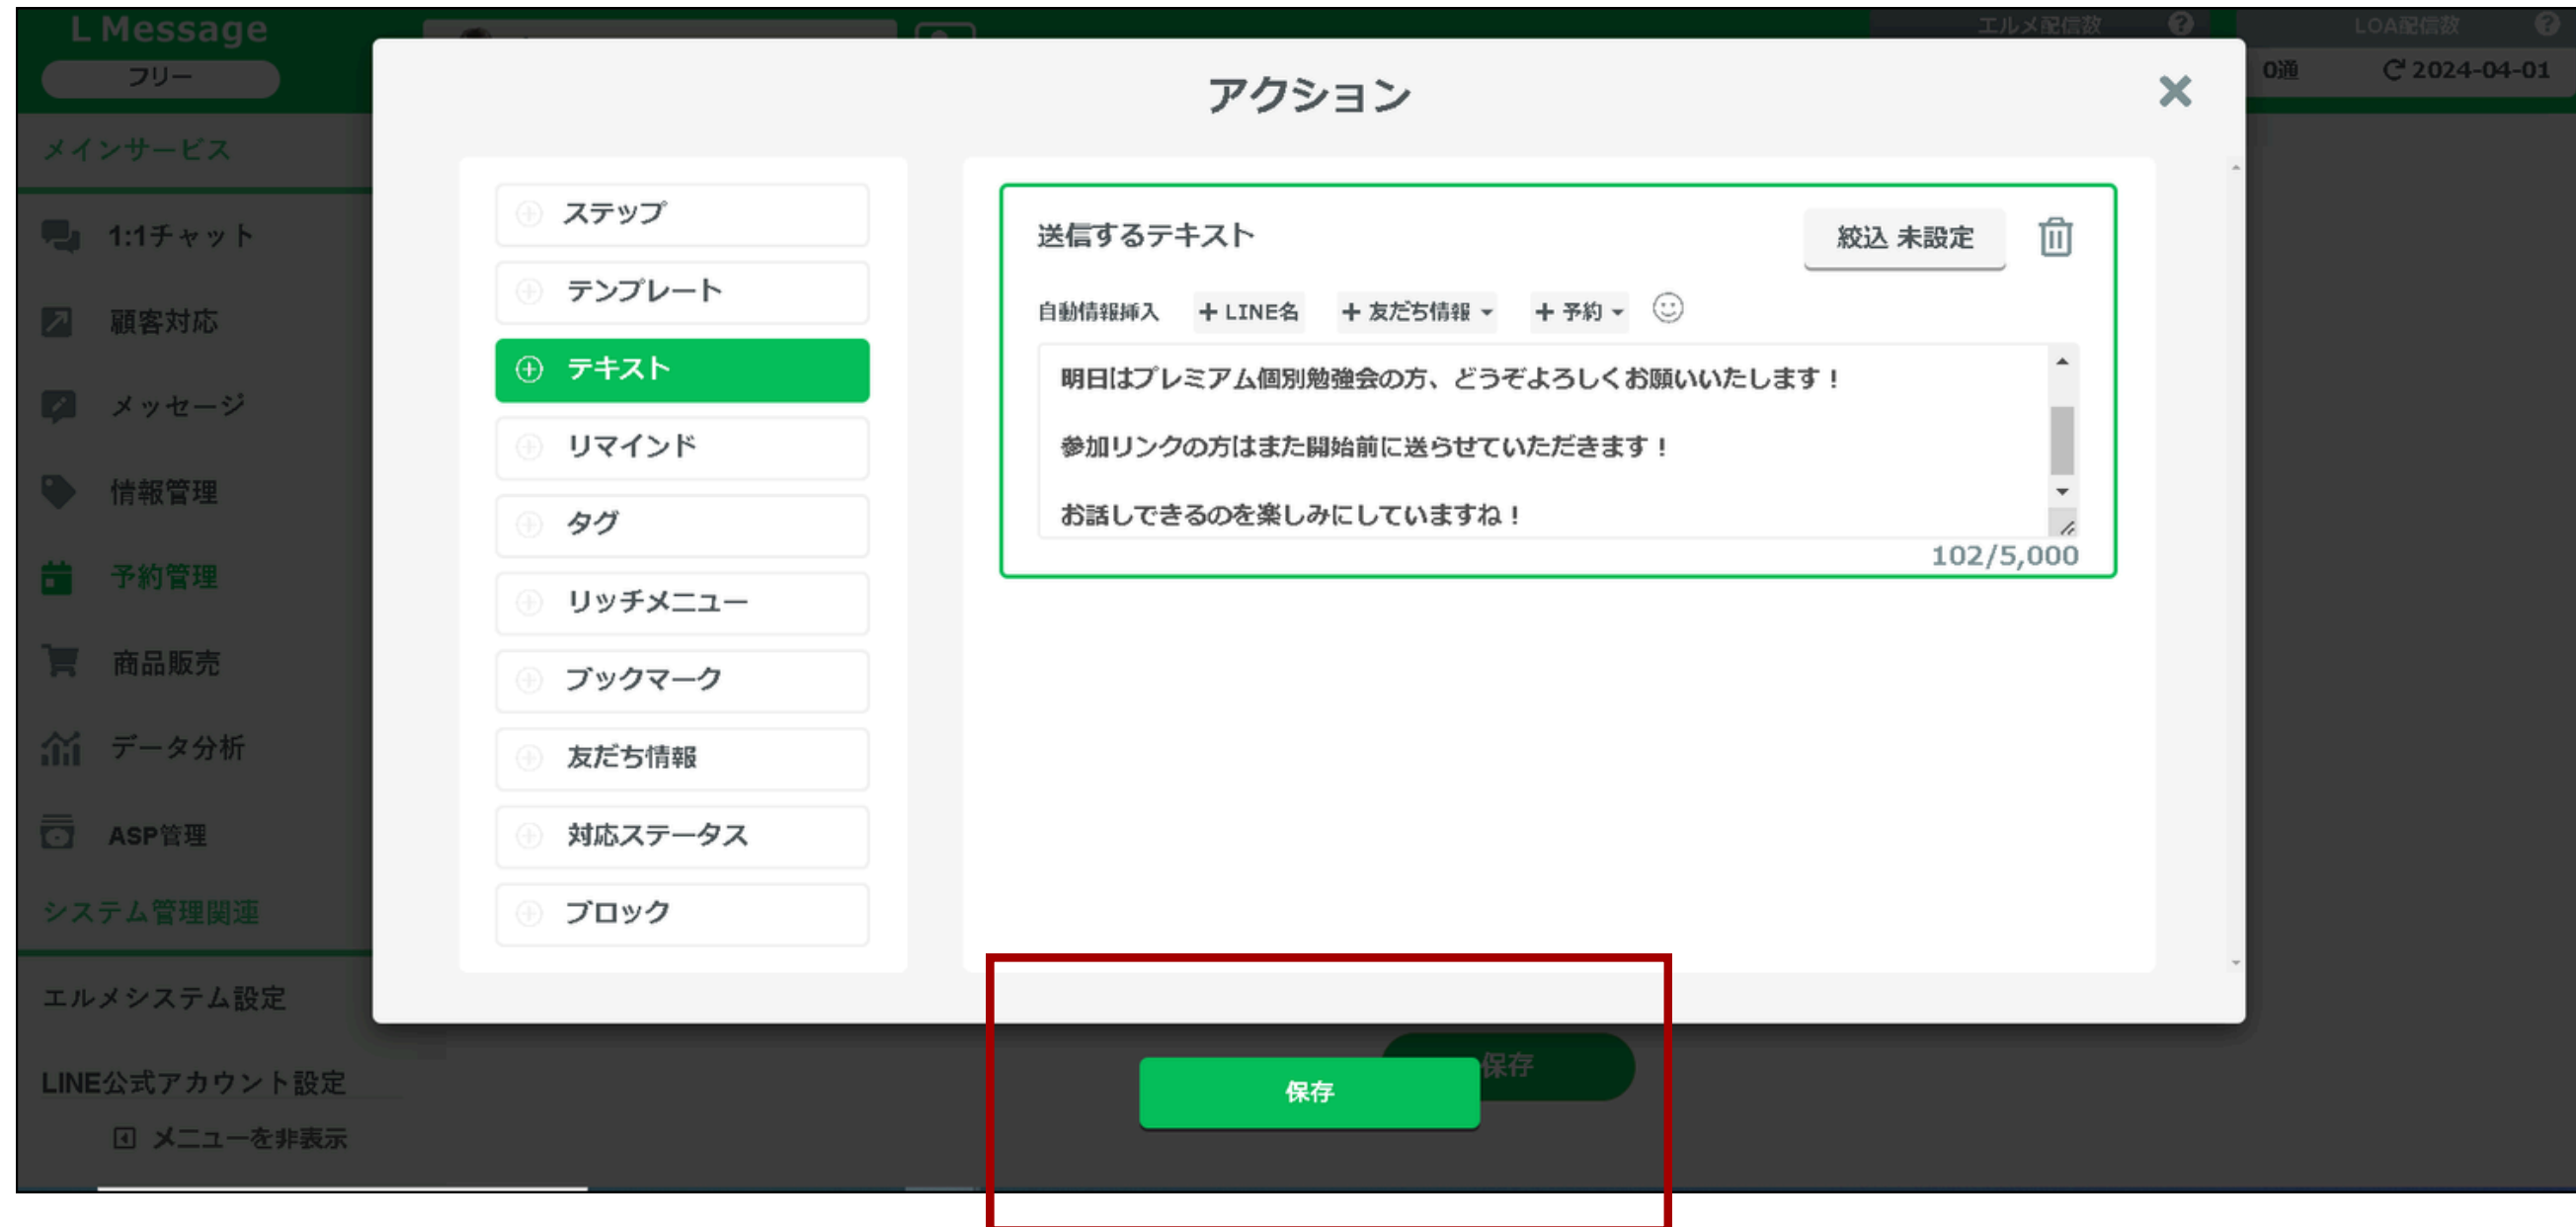 L Message
フリー
エルメ配信数
LOA配信数
0通
2024-04-01
メインサービス
1:1チャット
顧客対応
メッセージ
情報管理
予約管理
商品販売
データ分析
ASP管理
システム管理関連
エルメシステム設定
LINE公式アカウント設定
メニューを非表示
アクション
ステップ
テンプレート
テキスト
リマインド
タグ
リッチメニュー
ブックマーク
友だち情報
対応ステータス
ブロック
送信するテキスト
絞込 未設定
自動情報挿入 + LINE名 + 友だち情報 + 予約
明日はプレミアム個別勉強会の方、どうぞよろしくお願いいたします！
参加リンクの方はまた開始前に送らせていただきます！
お話しできるのを楽しみにしていますね！
102/5,000
保存
保存